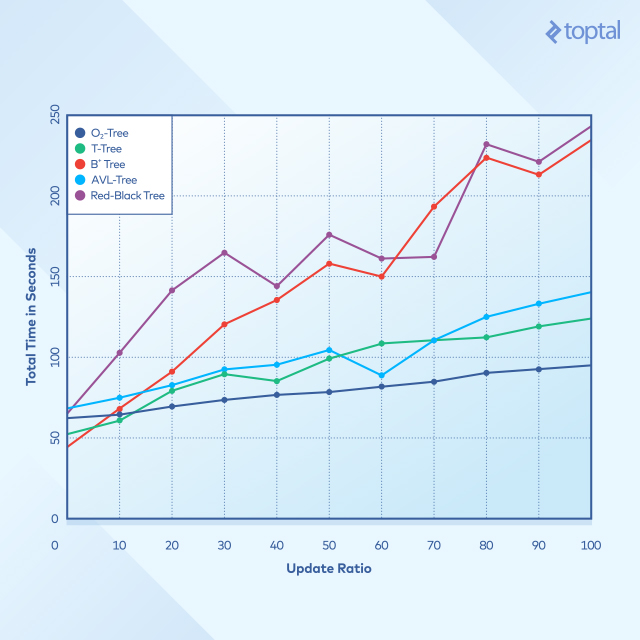 toptal
250
200
150
100
50
0
Total Time in Seconds
O₂-Tree
T-Tree
B⁺ Tree
AVL-Tree
Red-Black Tree
0 10 20 30 40 50 60 70 80 90 100
Update Ratio